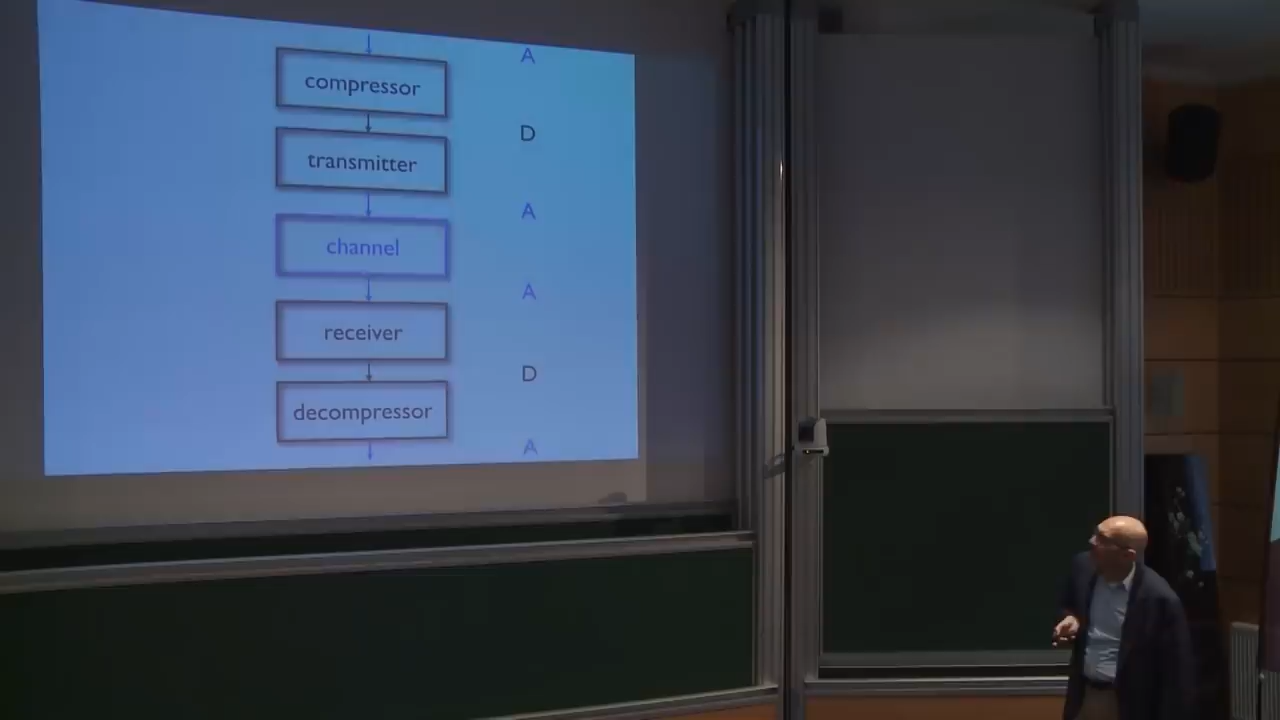 A
compressor
D
transmitter
A
channel
A
receiver
D
decompressor
A